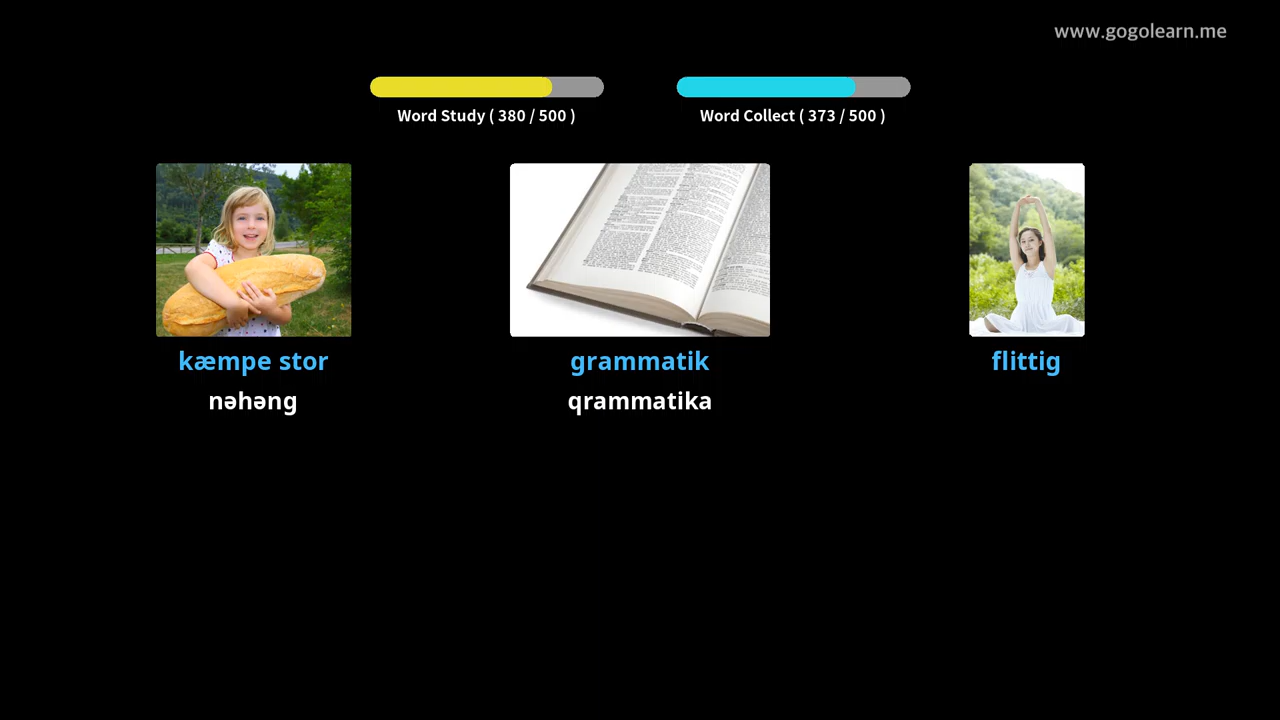 www.gogolearn.me
Word Study ( 380 / 500 )
Word Collect ( 373 / 500 )
kæmpe stor
grammatik
flittig
nəhəng
qrammatika